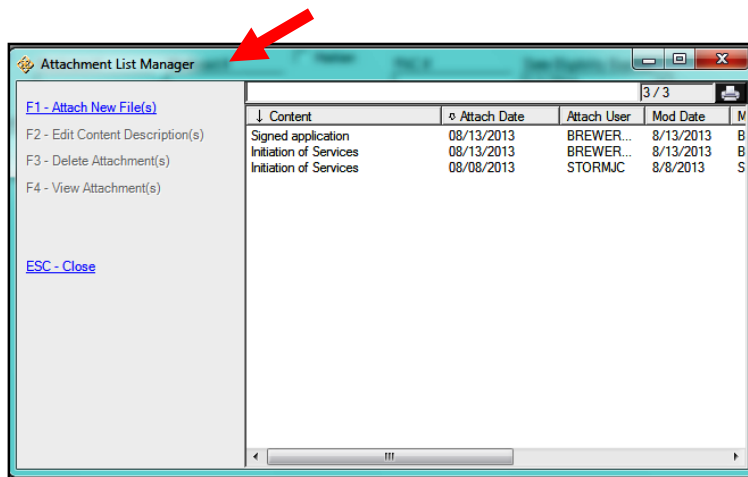 Attachment List Manager
3 / 3
F1 - Attach New File(s)
F2 - Edit Content Description(s)
F3 - Delete Attachment(s)
F4 - View Attachment(s)
ESC - Close
↓ Content Attach Date Attach User Mod Date M
Signed application 08/13/2013 BREWER... 8/13/2013 B
Initiation of Services 08/13/2013 BREWER... 8/13/2013 B
Initiation of Services 08/08/2013 STORMJC 8/8/2013 S